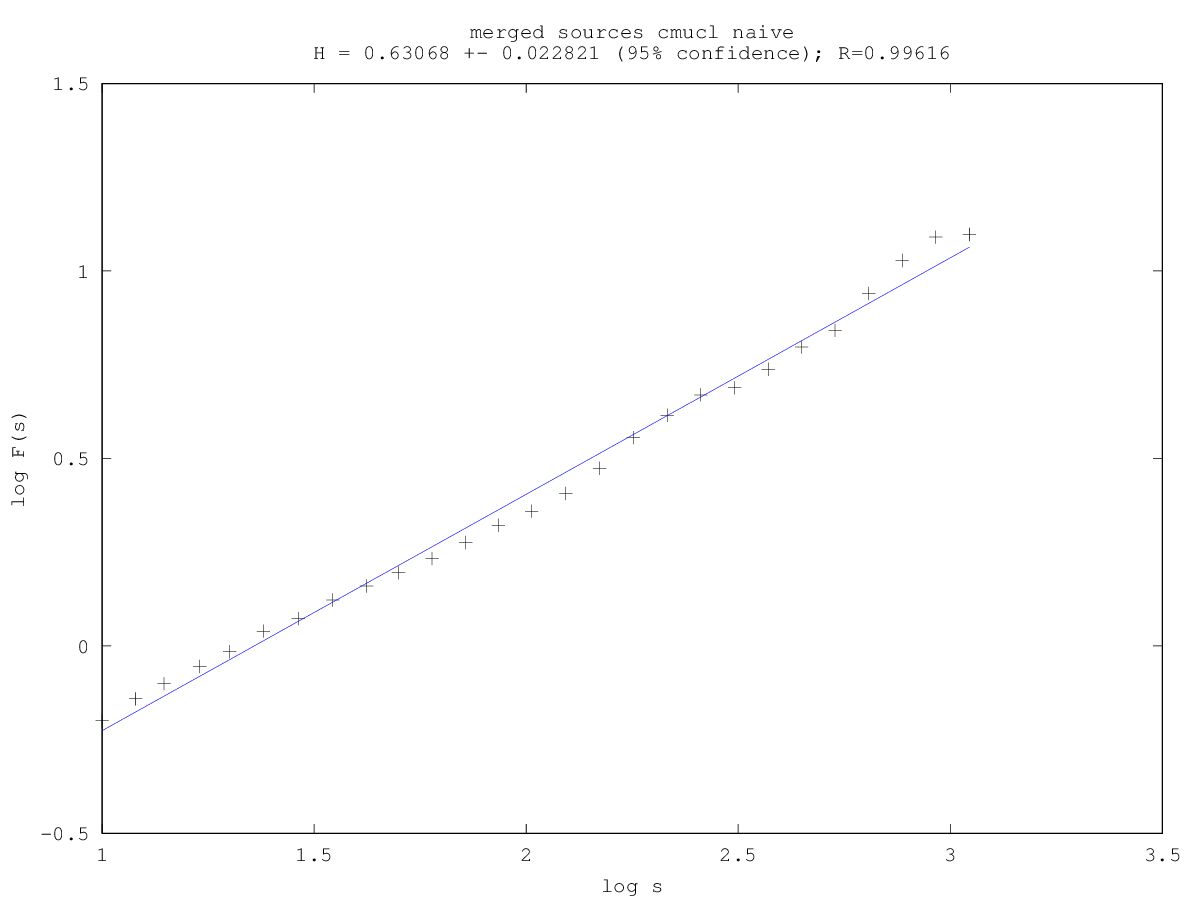 merged sources cmucl naive
H = 0.63068 +- 0.022821 (95% confidence); R=0.99616
1.5
1
0.5
0
-0.5
log F(s)
1
1.5
2
2.5
3
3.5
log s